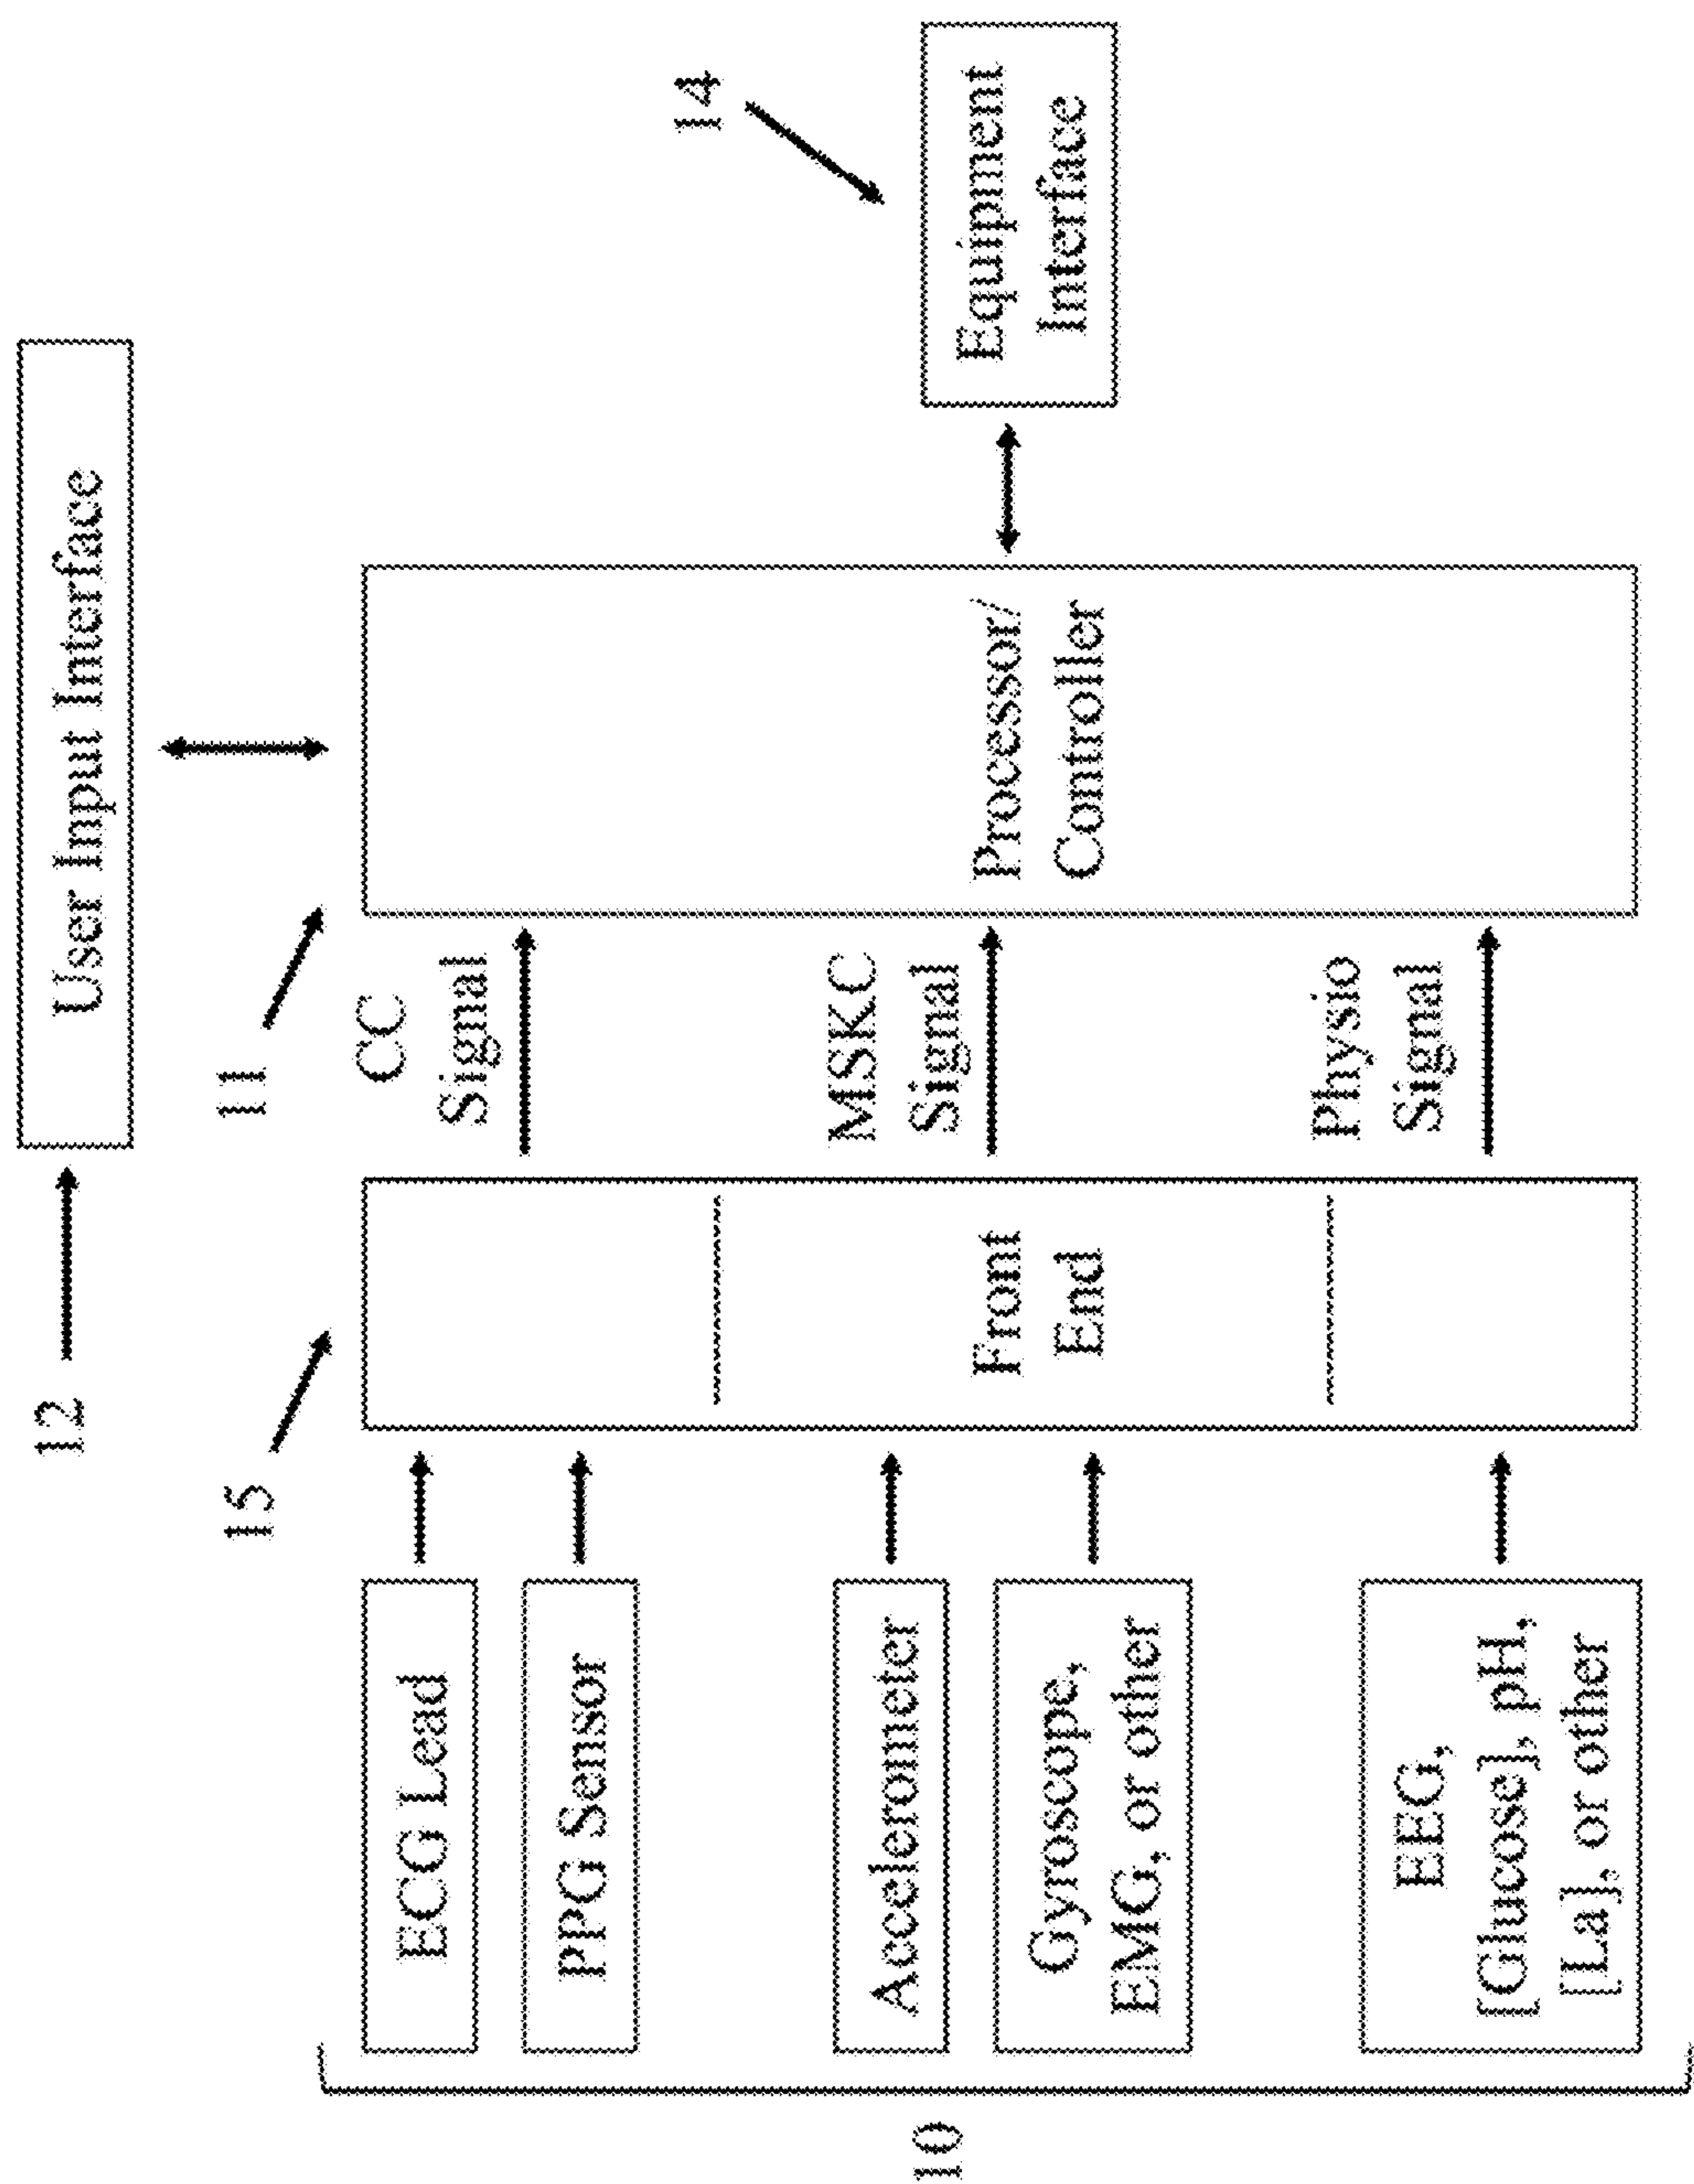 12
User Input Interface
15
11
14
10
ECG Lead
PPG Sensor
Accelerometer
Gyroscope,
EMG, or other
EEG,
[Glucose], pH,
[La], or other
Front
End
CC
Signal
MSKC
Signal
Physio
Signal
Processor/
Controller
Equipment
Interface